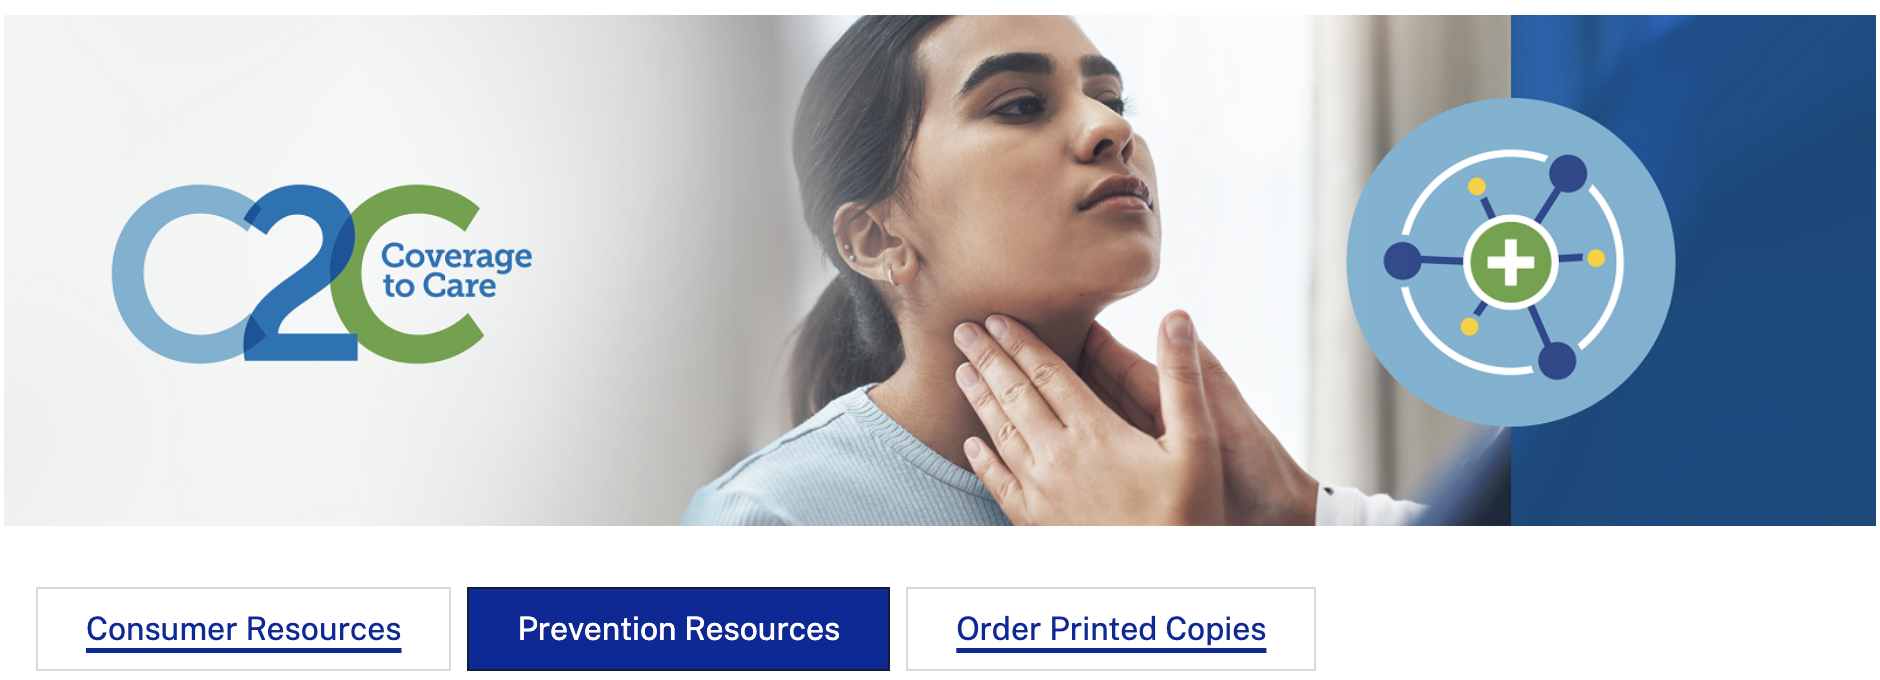 C2C
Coverage
to Care
Consumer Resources
Prevention Resources
Order Printed Copies